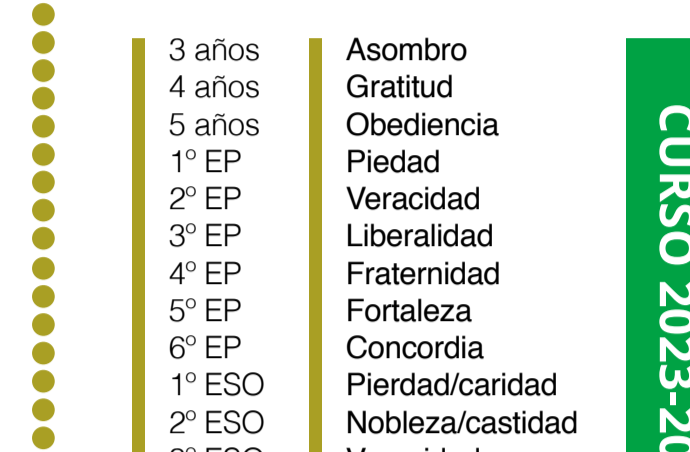 3 años Asombro
4 años Gratitud
5 años Obediencia
1º EP Piedad
2º EP Veracidad
3º EP Liberalidad
4º EP Fraternidad
5º EP Fortaleza
6º EP Concordia
1º ESO Pierdad/caridad
2º ESO Nobleza/castidad
CURSO 2023-20